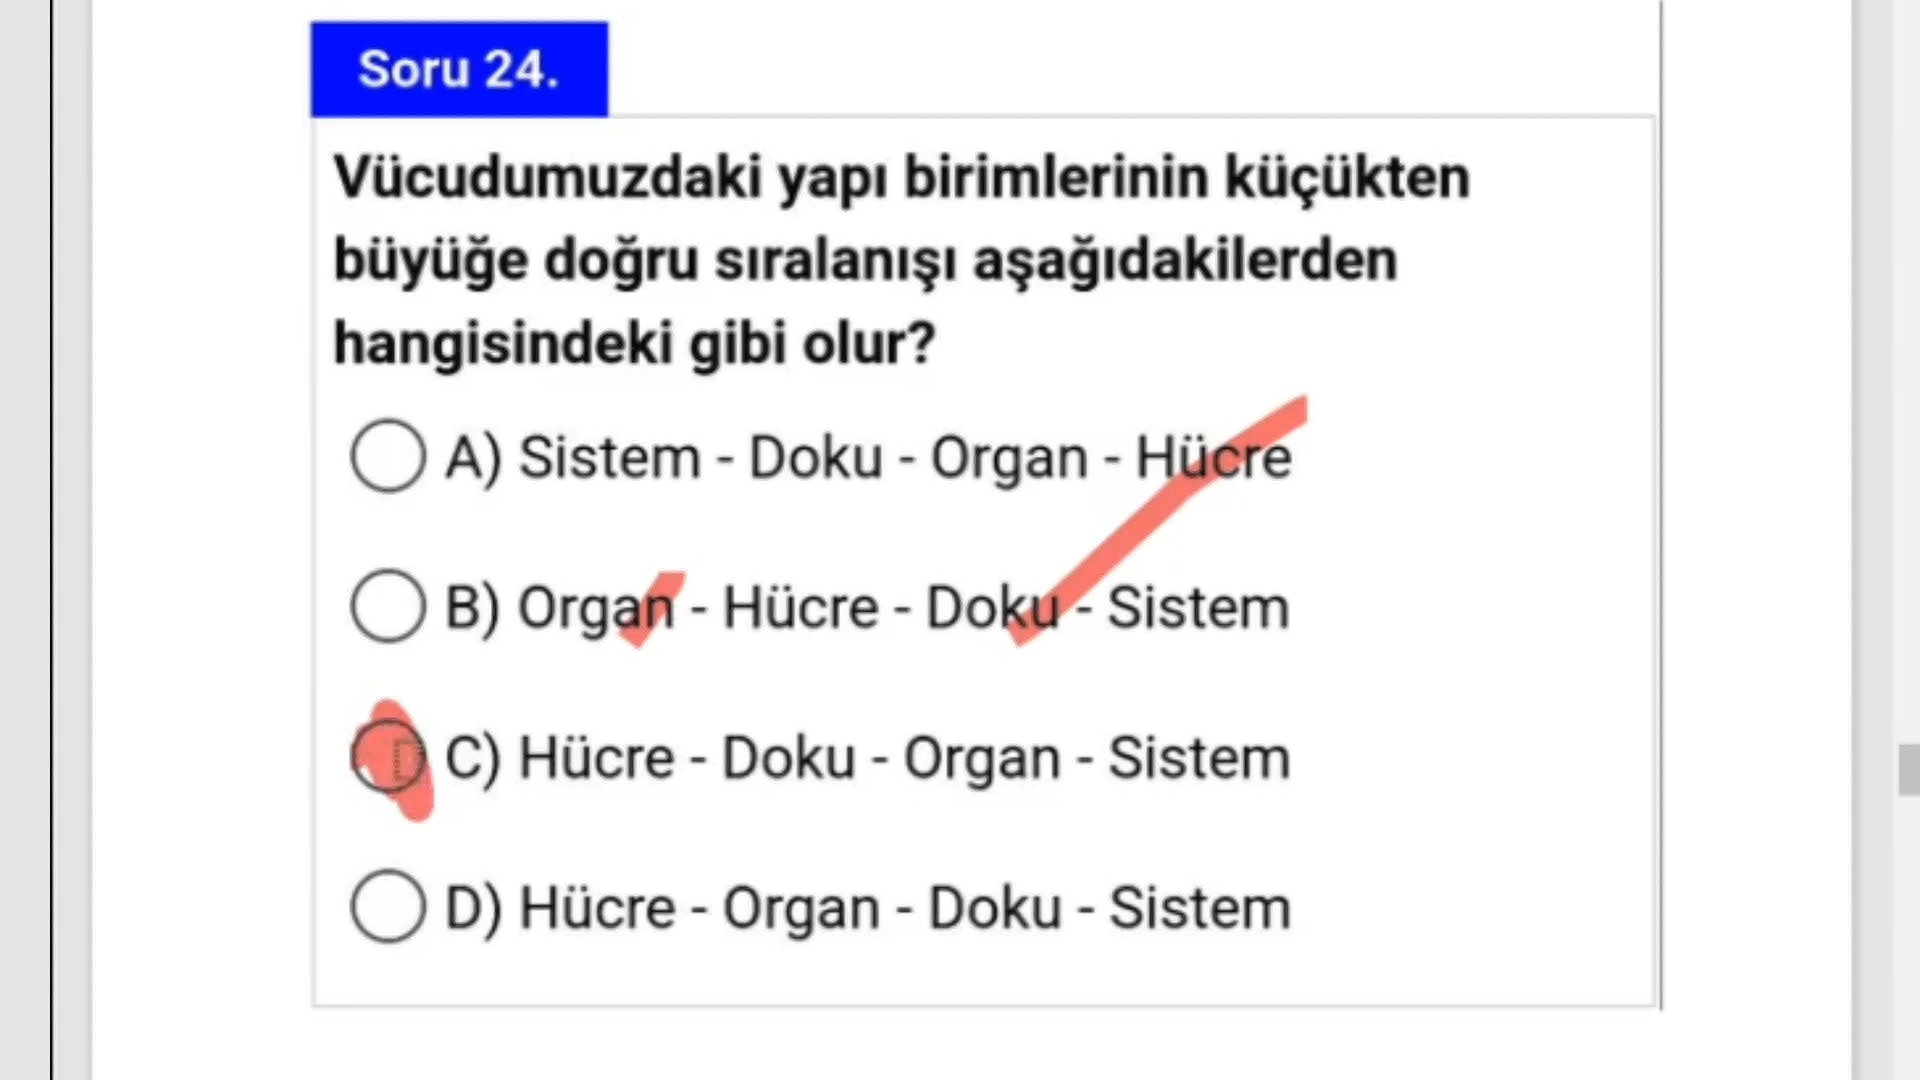 Soru 24.
Vücudumuzdaki yapı birimlerinin küçükten
büyüğe doğru sıralanışı aşağıdakilerden
hangisindeki gibi olur?
A) Sistem - Doku - Organ - Hücre
B) Organ - Hücre - Doku - Sistem
C) Hücre - Doku - Organ - Sistem
D) Hücre - Organ - Doku - Sistem